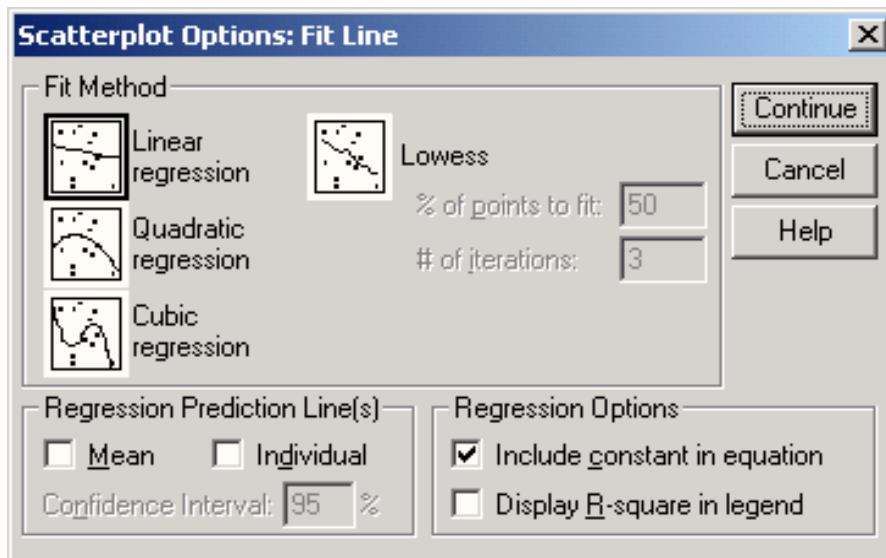 Scatterplot Options: Fit Line
Fit Method
Linear
regression
Quadratic
regression
Cubic
regression
Lowess
% of points to fit: 50
# of iterations: 3
Continue
Cancel
Help
Regression Prediction Line(s)
Mean Individual
Confidence Interval: 95 %
Regression Options
Include constant in equation
Display R-square in legend